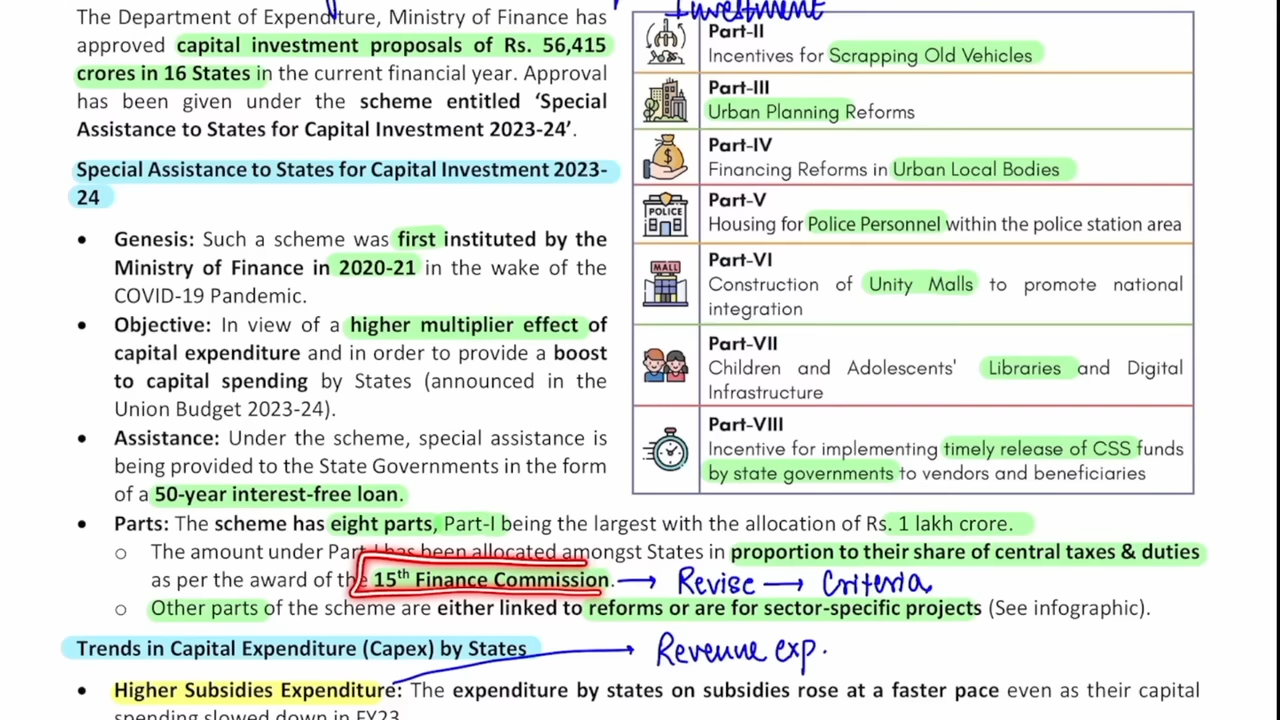 Investment
The Department of Expenditure, Ministry of Finance has
approved capital investment proposals of Rs. 56,415
crores in 16 States in the current financial year. Approval
has been given under the scheme entitled ‘Special
Assistance to States for Capital Investment 2023-24’.
Special Assistance to States for Capital Investment 2023-
24
• Genesis: Such a scheme was first instituted by the
Ministry of Finance in 2020-21 in the wake of the
COVID-19 Pandemic.
• Objective: In view of a higher multiplier effect of
capital expenditure and in order to provide a boost
to capital spending by States (announced in the
Union Budget 2023-24).
• Assistance: Under the scheme, special assistance is
being provided to the State Governments in the form
of a 50-year interest-free loan.
Part-II
Incentives for Scrapping Old Vehicles
Part-III
Urban Planning Reforms
Part-IV
Financing Reforms in Urban Local Bodies
POLICE
Part-V
Housing for Police Personnel within the police station area
MALL
Part-VI
Construction of Unity Malls to promote national
integration
Part-VII
Children and Adolescents' Libraries and Digital
Infrastructure
Part-VIII
Incentive for implementing timely release of CSS funds
by state governments to vendors and beneficiaries
• Parts: The scheme has eight parts, Part-I being the largest with the allocation of Rs. 1 lakh crore.
o The amount under Part-I has been allocated amongst States in proportion to their share of central taxes & duties
as per the award of the 15th Finance Commission. → Revise → Criteria
o Other parts of the scheme are either linked to reforms or are for sector-specific projects (See infographic).
Trends in Capital Expenditure (Capex) by States → Revenue exp.
• Higher Subsidies Expenditure: The expenditure by states on subsidies rose at a faster pace even as their capital
spending slowed down in FY23